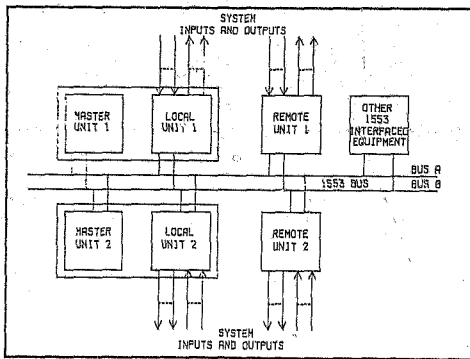 SYSTEM
INPUTS AND OUTPUTS
MASTER
UNIT 1
LOCAL
UNIT 1
REMOTE
UNIT 1
OTHER
1553
INTERFACED
EQUIPMENT
BUS A
1553 BUS
BUS B
MASTER
UNIT 2
LOCAL
UNIT 2
REMOTE
UNIT 2
SYSTEM
INPUTS AND OUTPUTS